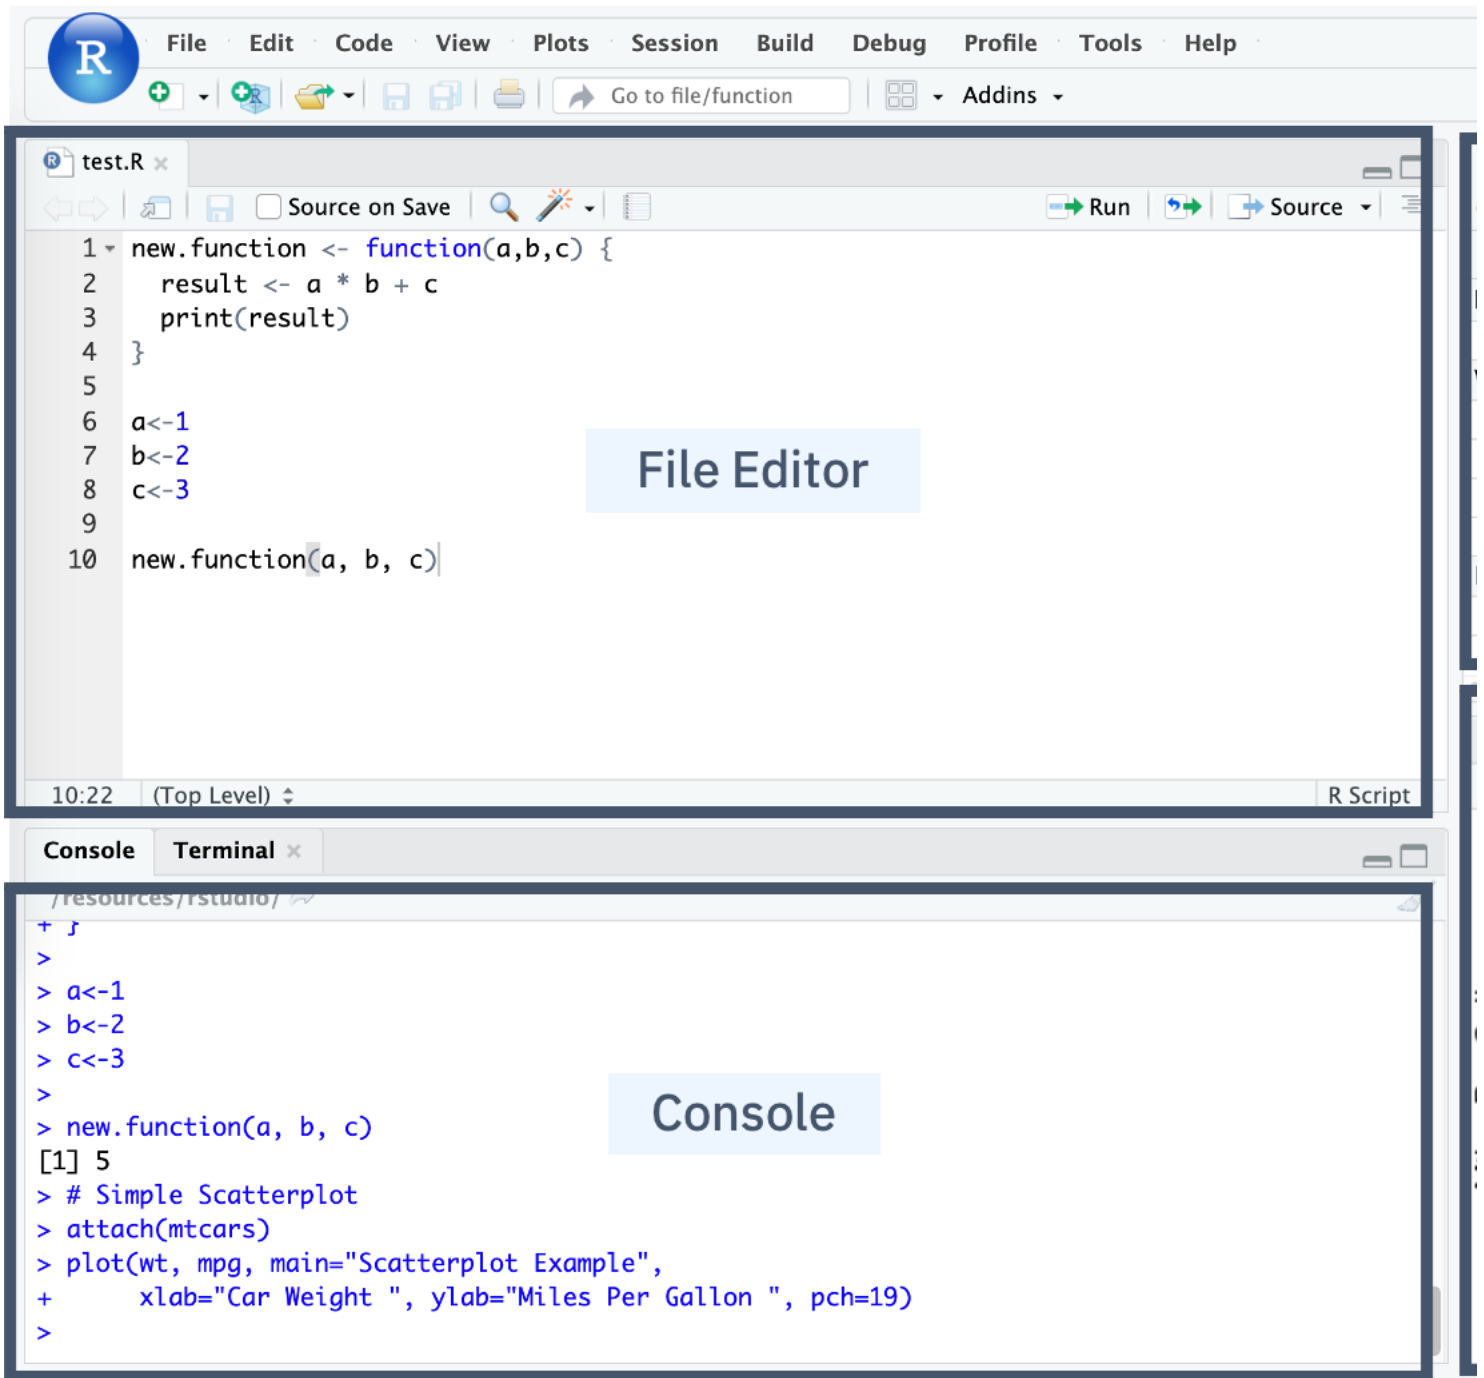 R
File Edit Code View Plots Session Build Debug Profile Tools Help
R Go to file/function Addins
R test.R
Source on Save Run Source
1 new.function <- function(a,b,c) {
2   result <- a * b + c
3   print(result)
4 }
5
6 a<-1
7 b<-2
8 c<-3
9
10 new.function(a, b, c)
File Editor
10:22 (Top Level) R Script
Console Terminal
/resources/rstudio/
+ }
>
> a<-1
> b<-2
> c<-3
>
> new.function(a, b, c)
[1] 5
> # Simple Scatterplot
> attach(mtcars)
> plot(wt, mpg, main="Scatterplot Example",
+      xlab="Car Weight ", ylab="Miles Per Gallon ", pch=19)
>
Console